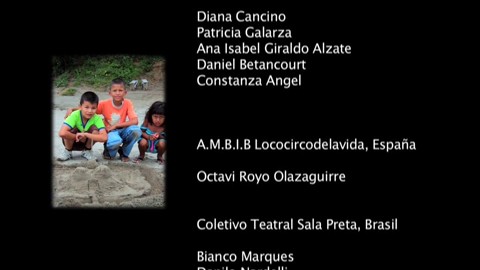 Diana Cancino
Patricia Galarza
Ana Isabel Giraldo Alzate
Daniel Betancourt
Constanza Angel
A.M.B.I.B Lococircodelavida, España
Octavi Royo Olazaguirre
Coletivo Teatral Sala Preta, Brasil
Bianco Marques